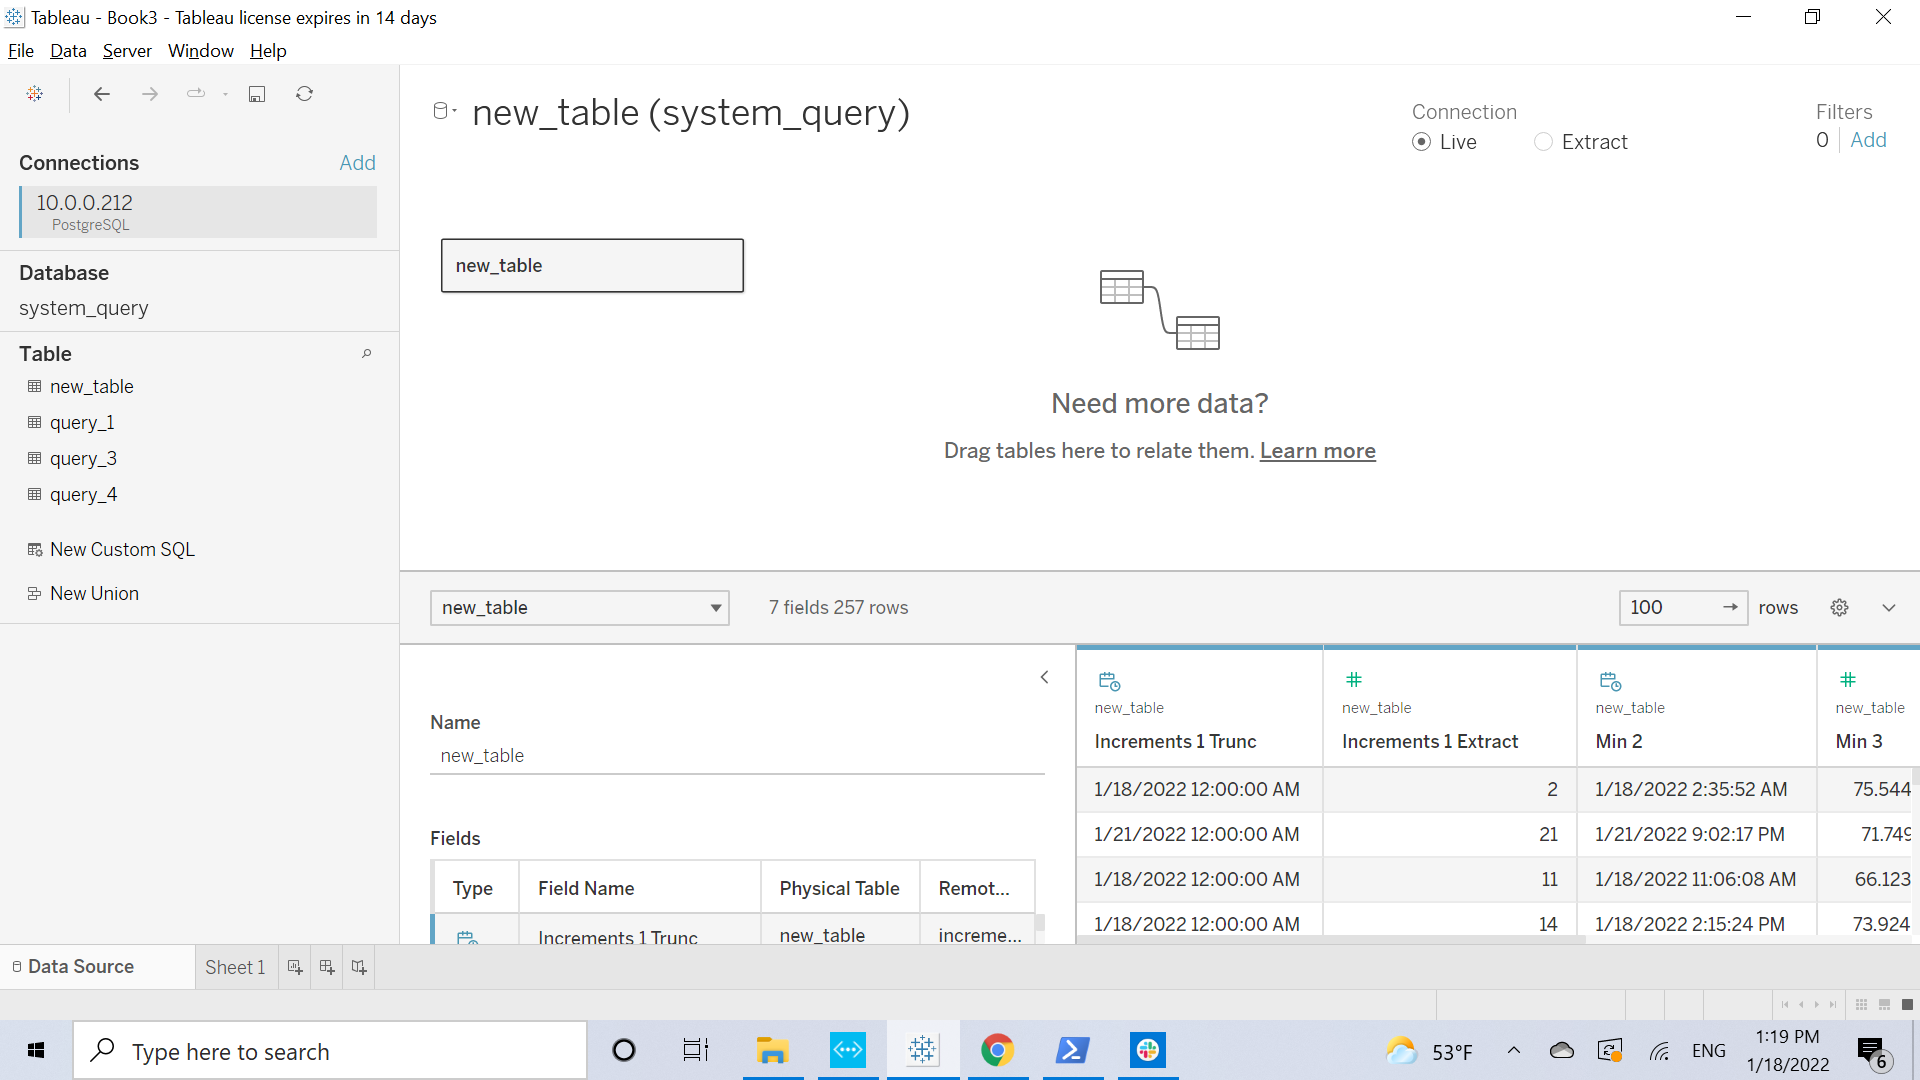 Tableau - Book3 - Tableau license expires in 14 days
File Data Server Window Help
Connections Add
10.0.0.212
PostgreSQL
Database
system_query
Table
new_table
query_1
query_3
query_4
New Custom SQL
New Union
new_table (system_query)
Connection
Live Extract
Filters
0 Add
new_table
Need more data?
Drag tables here to relate them. Learn more
new_table 7 fields 257 rows 100 rows
Name
new_table
Fields
Type Field Name Physical Table Remot...
Increments 1 Trunc new_table increme...
new_table new_table new_table new_table
Increments 1 Trunc Increments 1 Extract Min 2 Min 3
1/18/2022 12:00:00 AM 2 1/18/2022 2:35:52 AM 75.544
1/21/2022 12:00:00 AM 21 1/21/2022 9:02:17 PM 71.749
1/18/2022 12:00:00 AM 11 1/18/2022 11:06:08 AM 66.123
1/18/2022 12:00:00 AM 14 1/18/2022 2:15:24 PM 73.924
Data Source Sheet 1
Type here to search
53°F ENG
1:19 PM
1/18/2022
6